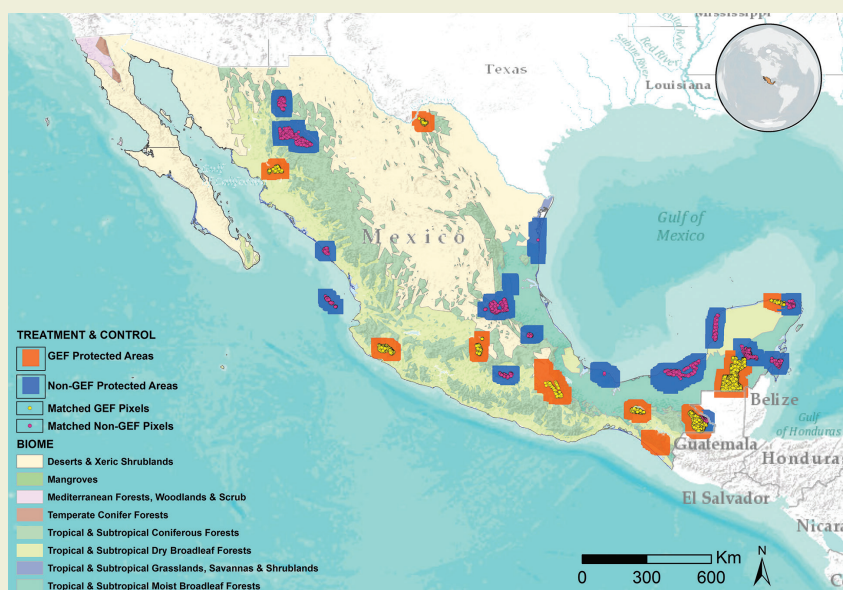 Mississippi
Red River
Sabine River
Texas
Louisiana
Gulf of
Mexico
Mexico
TREATMENT & CONTROL
GEF Protected Areas
Non-GEF Protected Areas
Matched GEF Pixels
Matched Non-GEF Pixels
BIOME
Deserts & Xeric Shrublands
Mangroves
Mediterranean Forests, Woodlands & Scrub
Temperate Conifer Forests
Tropical & Subtropical Coniferous Forests
Tropical & Subtropical Dry Broadleaf Forests
Tropical & Subtropical Grasslands, Savannas & Shrublands
Tropical & Subtropical Moist Broadleaf Forests
Belize
Gulf
of Honduras
Guatemala
Hondura
El Salvador
Nicara
Km
N
0 300 600
C